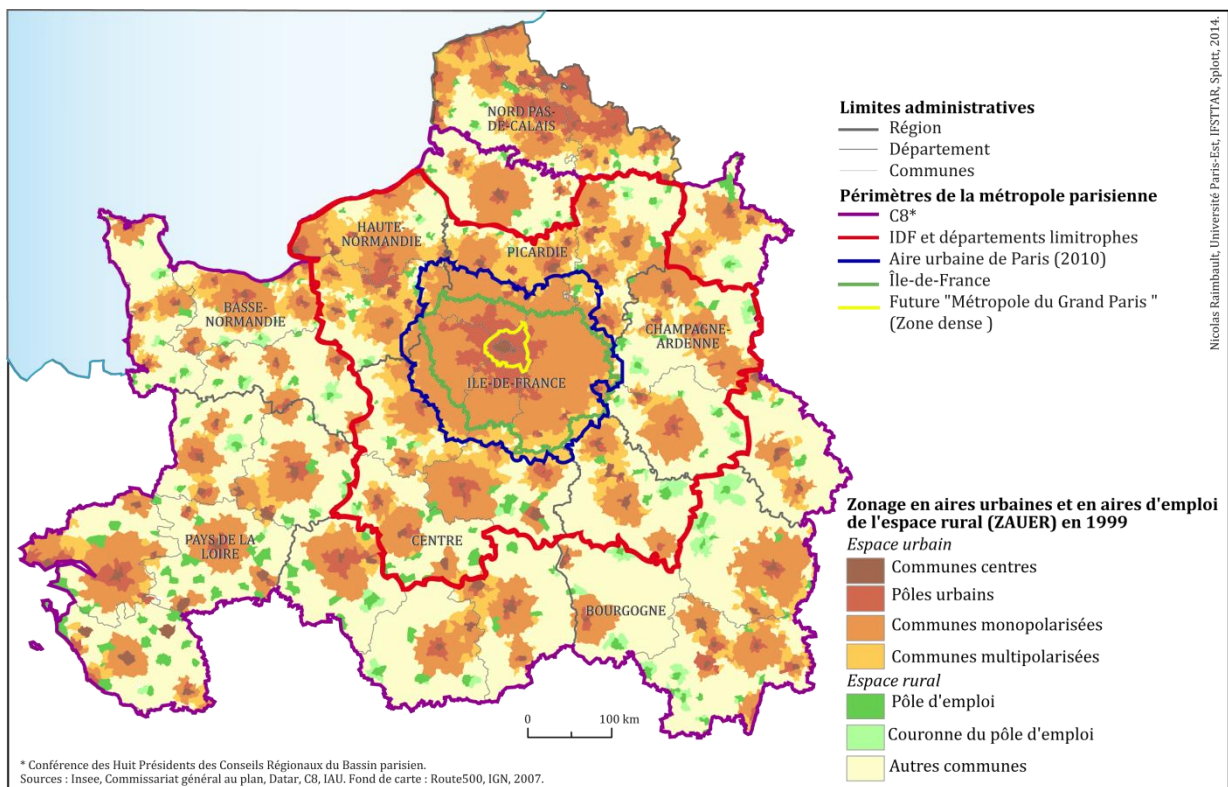 Nicolas Raimbault, Université Paris-Est, IFSTTAR, Splott, 2014.
NORD PAS-
DE-CALAIS
HAUTE-
NORMANDIE
PICARDIE
BASSE-
NORMANDIE
CHAMPAGNE-
ARDENNE
ILE-DE-FRANCE
PAYS DE LA
LOIRE
CENTRE
BOURGOGNE
Limites administratives
Région
Département
Communes
Périmètres de la métropole parisienne
C8*
IDF et départements limitrophes
Aire urbaine de Paris (2010)
Île-de-France
Future "Métropole du Grand Paris "
(Zone dense )
Zonage en aires urbaines et en aires d'emploi
de l'espace rural (ZAUER) en 1999
Espace urbain
Communes centres
Pôles urbains
Communes monopolarisées
Communes multipolarisées
Espace rural
Pôle d'emploi
Couronne du pôle d'emploi
Autres communes
0 100 km
* Conférence des Huit Présidents des Conseils Régionaux du Bassin parisien.
Sources : Insee, Commissariat général au plan, Datar, C8, IAU. Fond de carte : Route500, IGN, 2007.